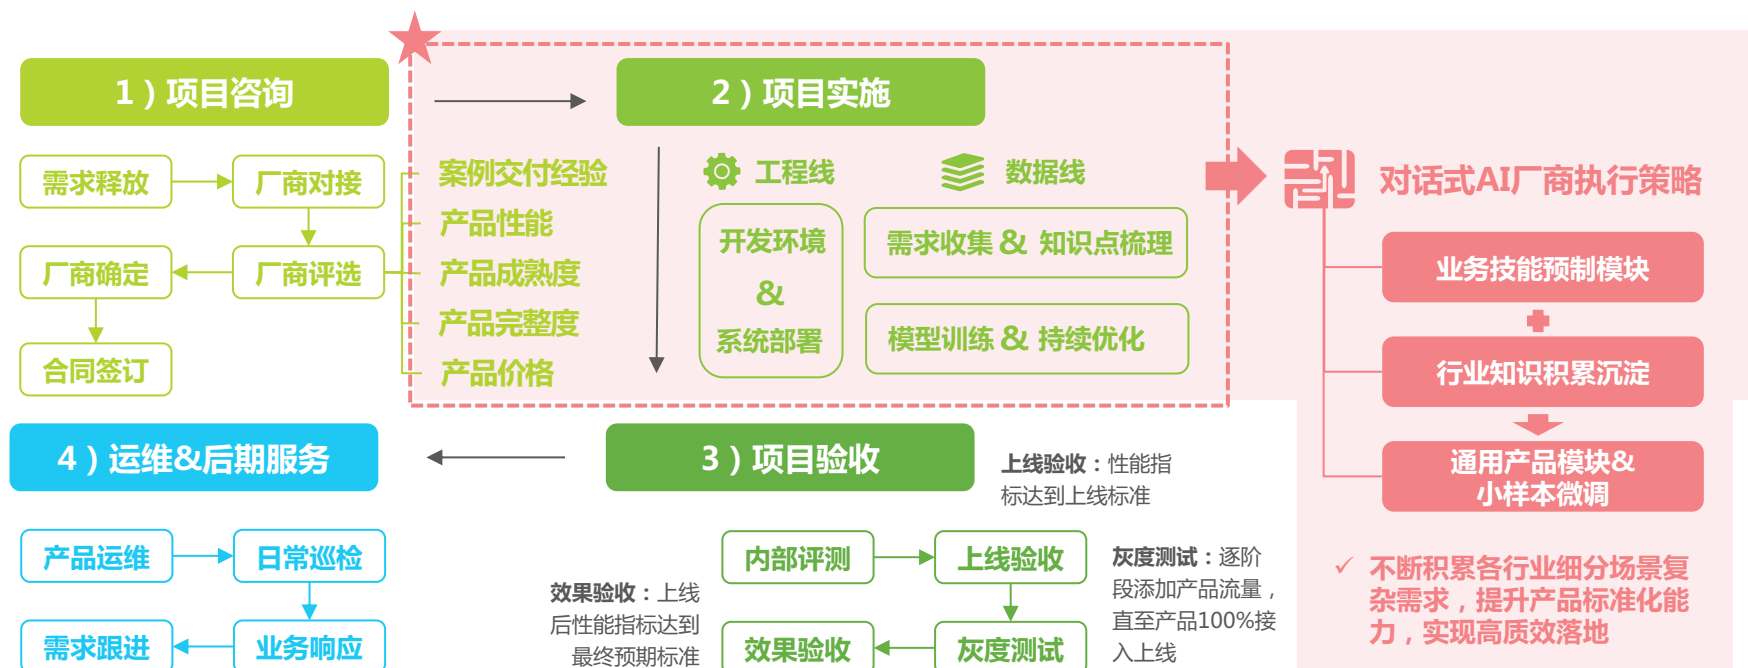 1）项目咨询
需求释放
厂商对接
厂商确定
厂商评选
合同签订
案例交付经验
产品性能
产品成熟度
产品完整度
产品价格
2）项目实施
工程线
数据线
开发环境
&
系统部署
需求收集 & 知识点梳理
模型训练 & 持续优化
对话式AI厂商执行策略
业务技能预制模块
行业知识积累沉淀
通用产品模块&
小样本微调
不断积累各行业细分场景复
杂需求，提升产品标准化能
力，实现高质效落地
3）项目验收
上线验收：性能指
标达到上线标准
内部评测
上线验收
灰度测试：逐阶
段添加产品流量，
直至产品100%接
入上线
效果验收：上线
后性能指标达到
最终预期标准
效果验收
灰度测试
4）运维&后期服务
产品运维
日常巡检
需求跟进
业务响应